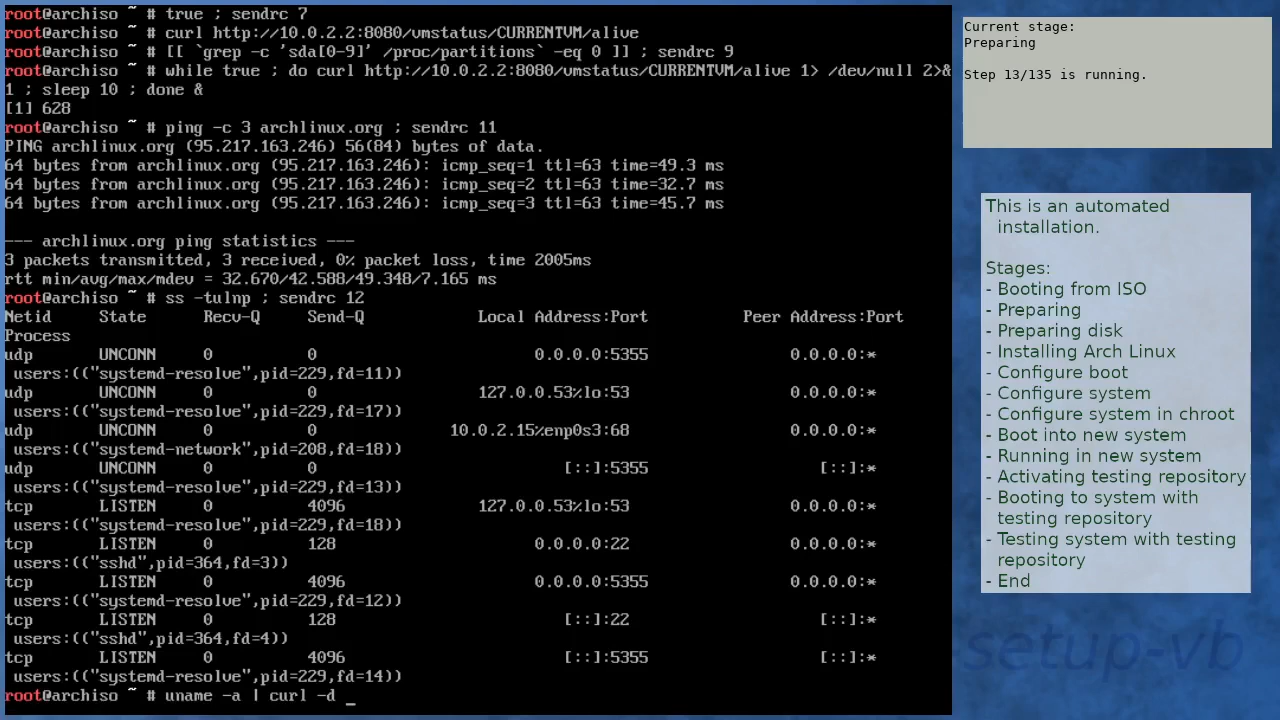 root@archiso ~ # true ; sendrc 7
root@archiso ~ # curl http://10.0.2.2:8080/vmstatus/CURRENTVM/alive
root@archiso ~ # [[ `grep -c 'sda[0-9]' /proc/partitions` -eq 0 ]] ; sendrc 9
root@archiso ~ # while true ; do curl http://10.0.2.2:8080/vmstatus/CURRENTVM/alive 1> /dev/null 2>&
1 ; sleep 10 ; done &
[1] 628
root@archiso ~ # ping -c 3 archlinux.org ; sendrc 11
PING archlinux.org (95.217.163.246) 56(84) bytes of data.
64 bytes from archlinux.org (95.217.163.246): icmp_seq=1 ttl=63 time=49.3 ms
64 bytes from archlinux.org (95.217.163.246): icmp_seq=2 ttl=63 time=32.7 ms
64 bytes from archlinux.org (95.217.163.246): icmp_seq=3 ttl=63 time=45.7 ms
--- archlinux.org ping statistics ---
3 packets transmitted, 3 received, 0% packet loss, time 2005ms
rtt min/avg/max/mdev = 32.670/42.588/49.348/7.165 ms
root@archiso ~ # ss -tulnp ; sendrc 12
Netid State Recv-Q Send-Q Local Address:Port Peer Address:Port
Process
udp UNCONN 0 0 0.0.0.0:5355 0.0.0.0:*
users:(("systemd-resolve",pid=229,fd=11))
udp UNCONN 0 0 127.0.0.53%lo:53 0.0.0.0:*
users:(("systemd-resolve",pid=229,fd=17))
udp UNCONN 0 0 10.0.2.15%enp0s3:68 0.0.0.0:*
users:(("systemd-network",pid=208,fd=18))
udp UNCONN 0 0 [::]:5355 [::]:*
users:(("systemd-resolve",pid=229,fd=13))
tcp LISTEN 0 4096 127.0.0.53%lo:53 0.0.0.0:*
users:(("systemd-resolve",pid=229,fd=18))
tcp LISTEN 0 128 0.0.0.0:22 0.0.0.0:*
users:(("sshd",pid=364,fd=3))
tcp LISTEN 0 4096 0.0.0.0:5355 0.0.0.0:*
users:(("systemd-resolve",pid=229,fd=12))
tcp LISTEN 0 128 [::]:22 [::]:*
users:(("sshd",pid=364,fd=4))
tcp LISTEN 0 4096 [::]:5355 [::]:*
users:(("systemd-resolve",pid=229,fd=14))
root@archiso ~ # uname -a | curl -d _
Current stage:
Preparing
Step 13/135 is running.
This is an automated
installation.
Stages:
- Booting from ISO
- Preparing
- Preparing disk
- Installing Arch Linux
- Configure boot
- Configure system
- Configure system in chroot
- Boot into new system
- Running in new system
- Activating testing repository
- Booting to system with
testing repository
- Testing system with testing
repository
- End
-setup-vb